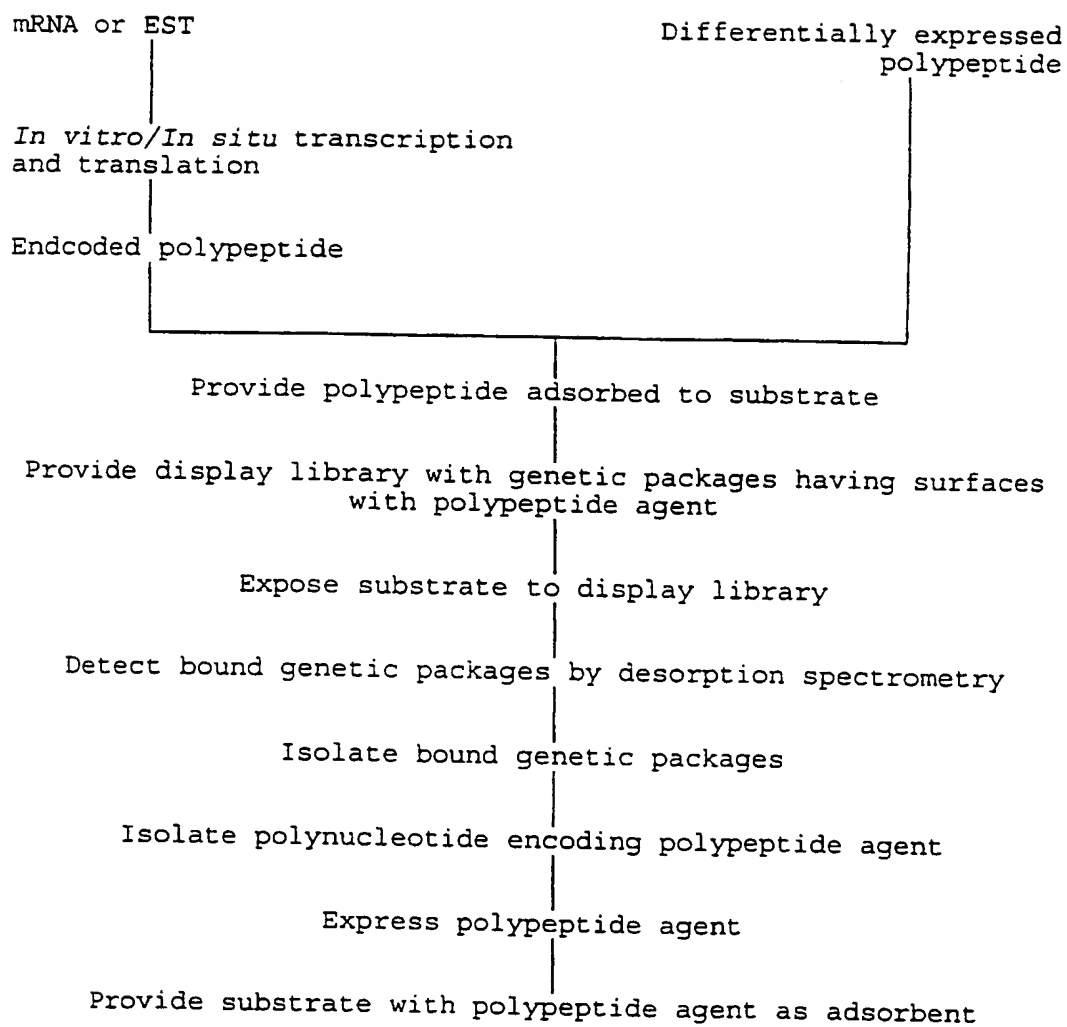 mRNA or EST
Differentially expressed
polypeptide
In vitro/In situ transcription
and translation
Endcoded polypeptide
Provide polypeptide adsorbed to substrate
Provide display library with genetic packages having surfaces
with polypeptide agent
Expose substrate to display library
Detect bound genetic packages by desorption spectrometry
Isolate bound genetic packages
Isolate polynucleotide encoding polypeptide agent
Express polypeptide agent
Provide substrate with polypeptide agent as adsorbent